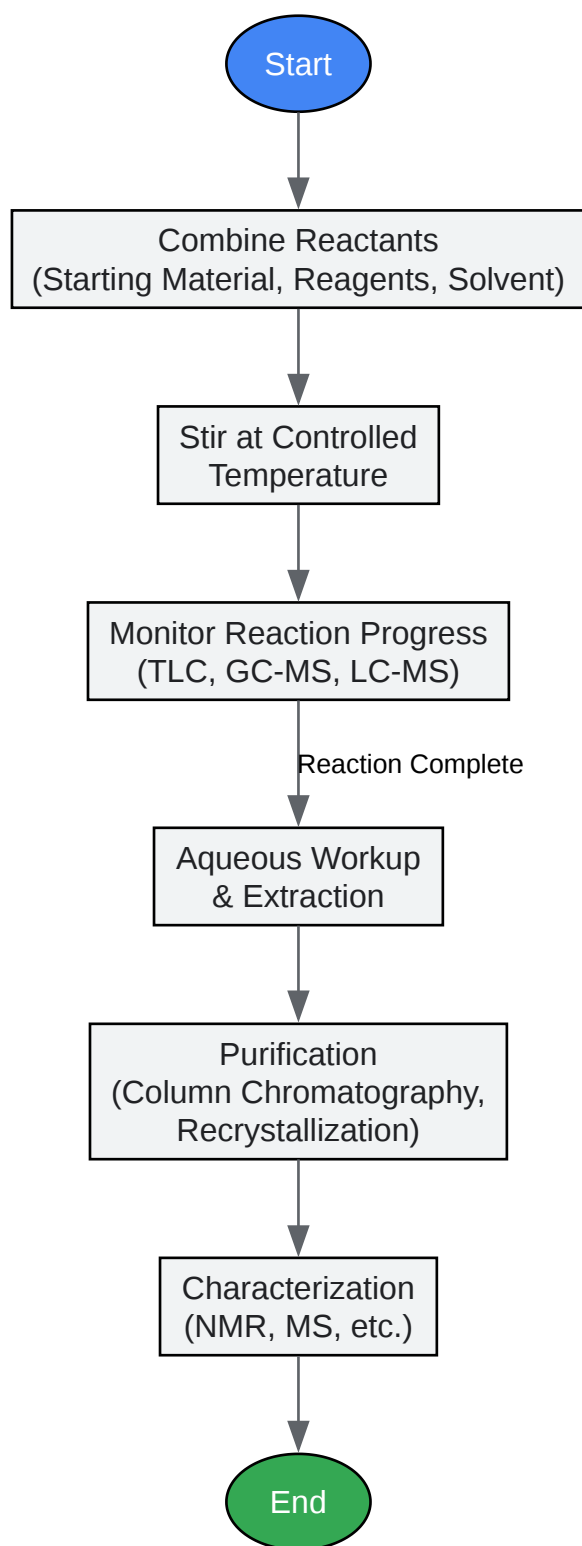 Start
Combine Reactants
(Starting Material, Reagents, Solvent)
Stir at Controlled
Temperature
Monitor Reaction Progress
(TLC, GC-MS, LC-MS)
Reaction Complete
Aqueous Workup
& Extraction
Purification
(Column Chromatography,
Recrystallization)
Characterization
(NMR, MS, etc.)
End